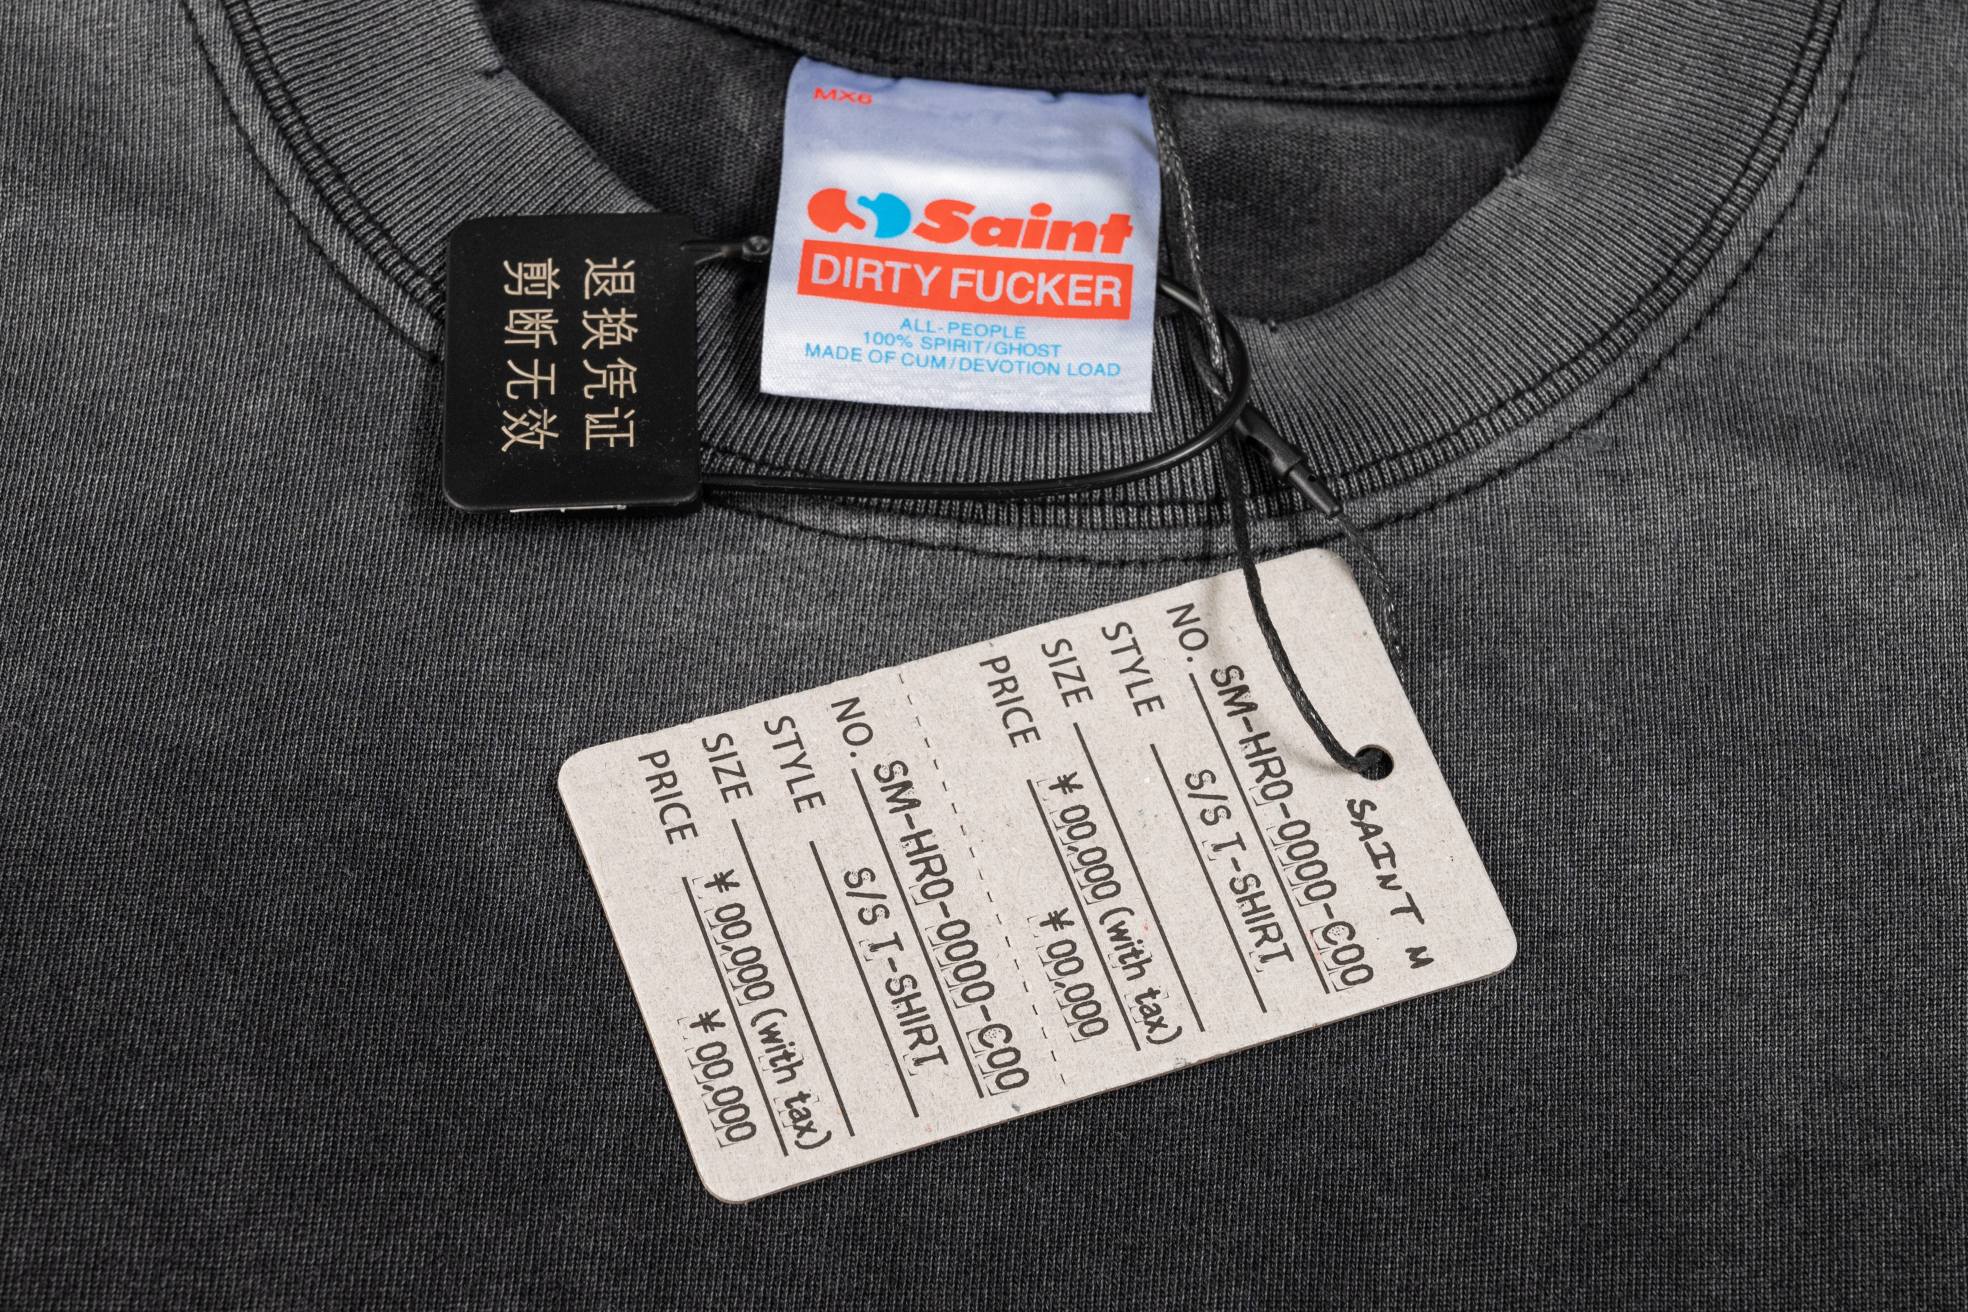 MX6
Saint
DIRTY FUCKER
ALL-PEOPLE
100% SPIRIT/GHOST
MADE OF CUM/DEVOTION LOAD
退换凭证
剪断无效
SAINT M
NO. SM-HR0-0000-C00
STYLE S/S T-SHIRT
SIZE
PRICE ¥00,000 (with tax)
¥00,000
NO. SM-HR0-0000-C00
STYLE S/S T-SHIRT
SIZE
PRICE ¥00,000 (with tax)
¥00,000